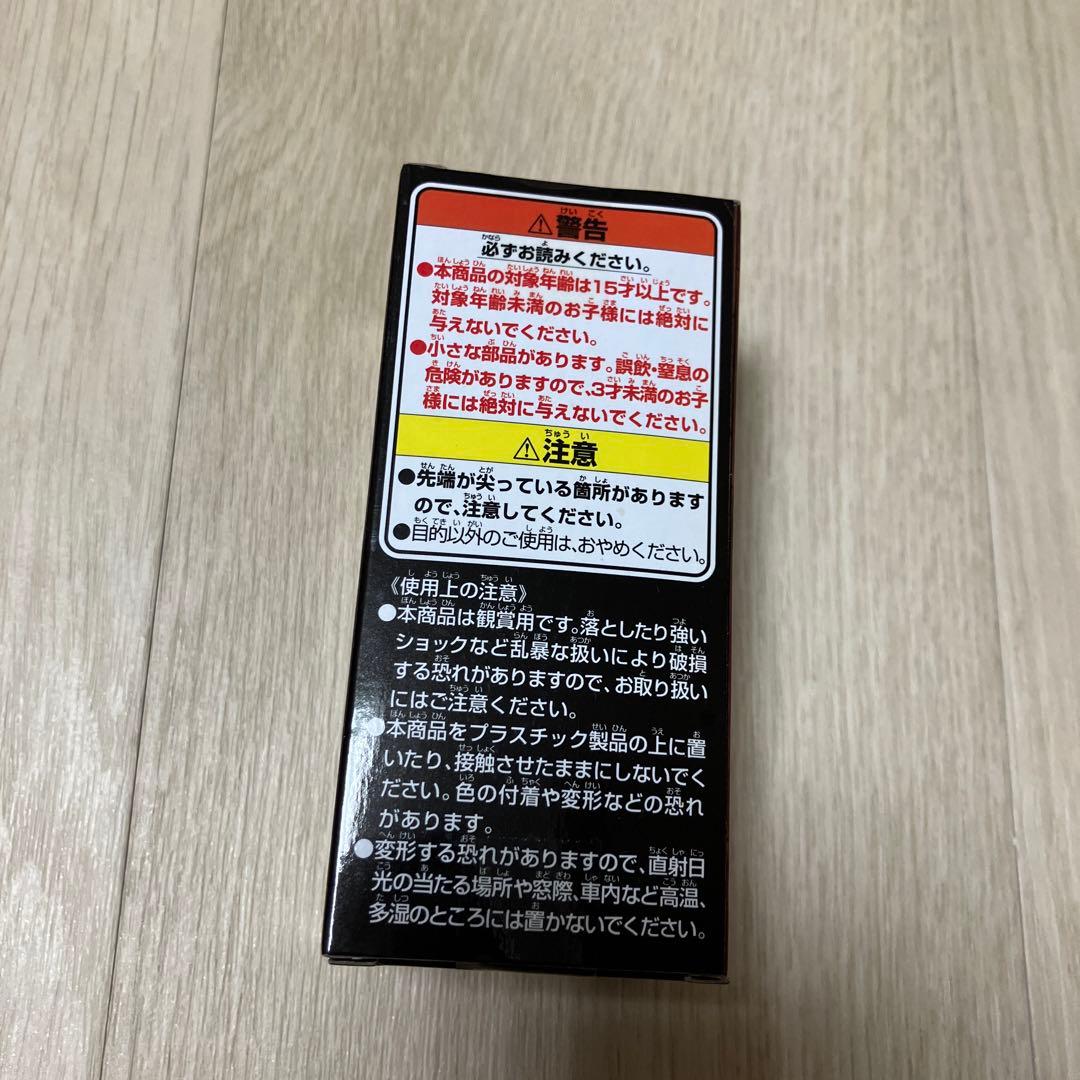 ⚠警告
必ずお読みください。
●本商品の対象年齢は15才以上です。
対象年齢未満のお子様には絶対に
与えないでください。
●小さな部品があります。誤飲・窒息の
危険がありますので、3才未満のお子
様には絶対に与えないでください。
⚠注意
●先端が尖っている箇所があります
ので、注意してください。
●目的以外のご使用は、おやめください。
《使用上の注意》
●本商品は観賞用です。落としたり強い
ショックなど乱暴な扱いにより破損
する恐れがありますので、お取り扱い
にはご注意ください。
●本商品をプラスチック製品の上に置
いたり、接触させたままにしないでく
ださい。色の付着や変形などの恐れ
があります。
●変形する恐れがありますので、直射日
光の当たる場所や窓際、車内など高温、
多湿のところには置かないでください。